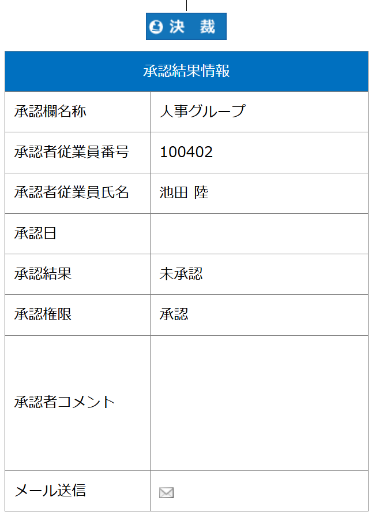 決 裁
承認結果情報
承認欄名称 人事グループ
承認者従業員番号 100402
承認者従業員氏名 池田 陸
承認日
承認結果 未承認
承認権限 承認
承認者コメント
メール送信